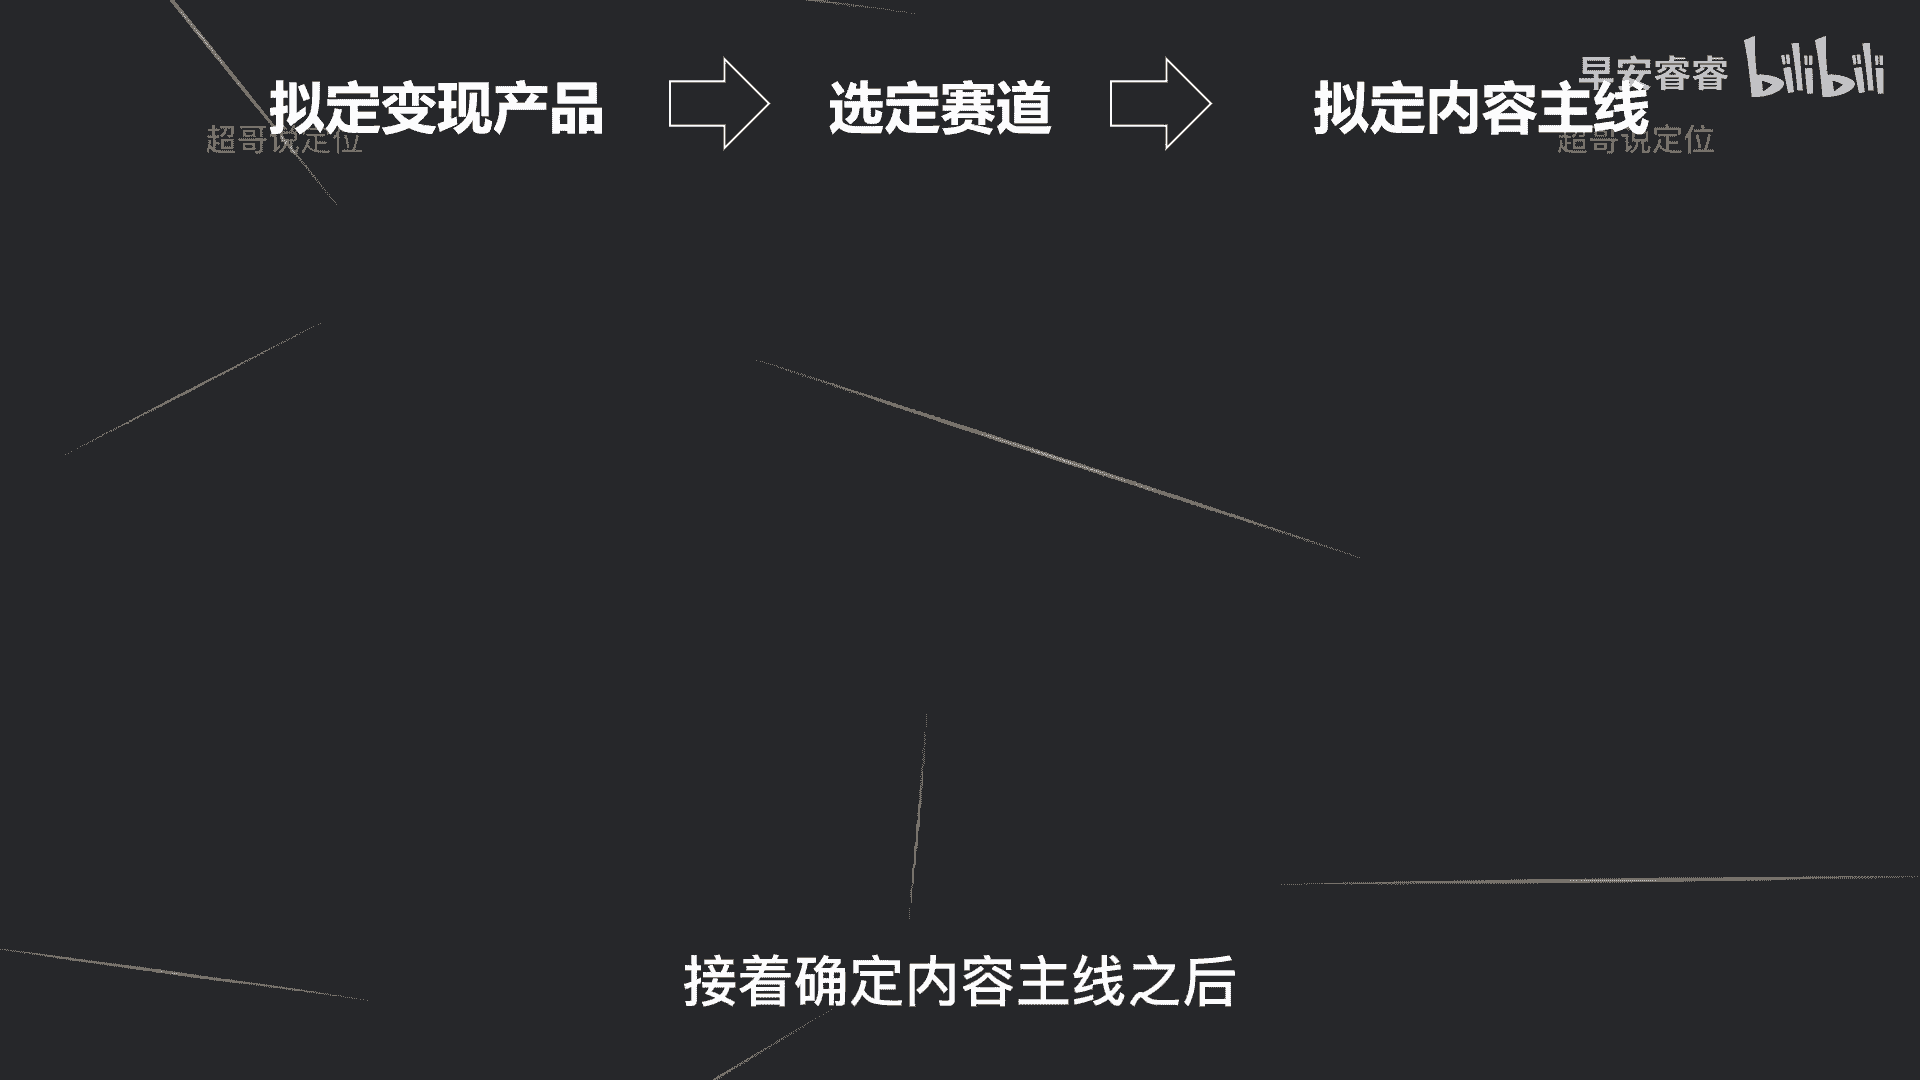 拟定变现产品 选定赛道 拟定内容主线
早安睿睿 bilibili
超哥说定位 超哥说定位
接着确定内容主线之后